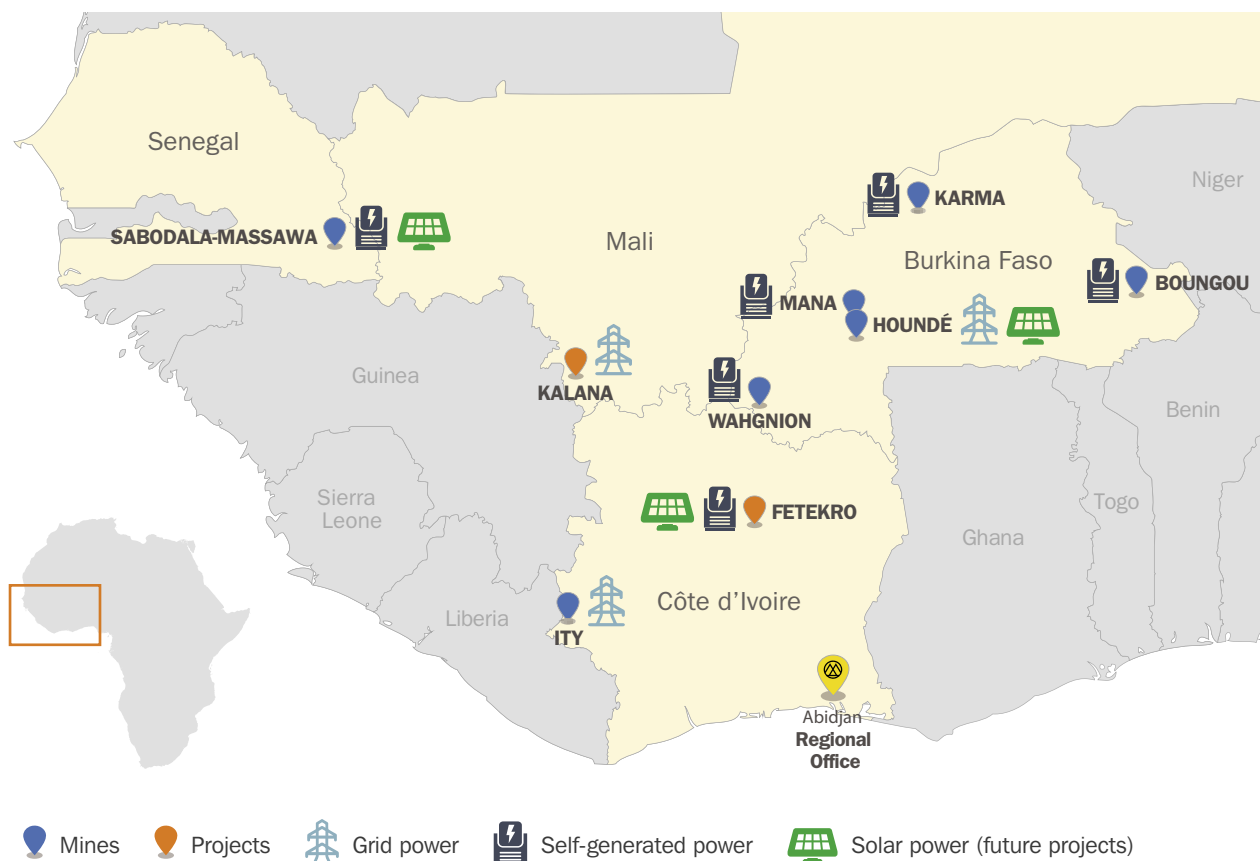 Senegal
Niger
KARMA
SABODALA-MASSAWA
Mali
Burkina Faso
BOUNGOU
MANA
HOUNDÉ
Guinea
KALANA
WAHGNION
Benin
Sierra
Leone
Togo
FETEKRO
Ghana
Côte d’Ivoire
Liberia
ITY
Abidjan
Regional
Office
Mines
Projects
Grid power
Self-generated power
Solar power (future projects)